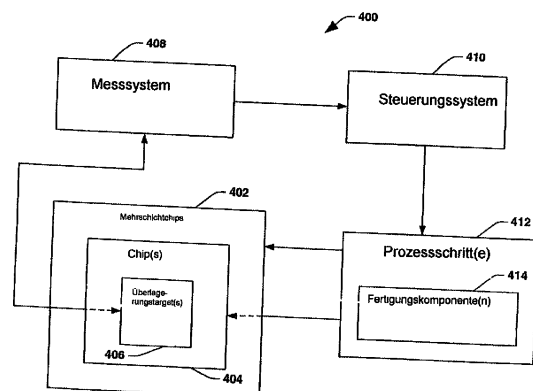 400
408
Messsystem
410
Steuerungssystem
402
Mehrschichtchips
Chip(s)
Überlage-
rungstarget(s)
406
404
412
Prozessschritt(e)
414
Fertigungskomponente(n)